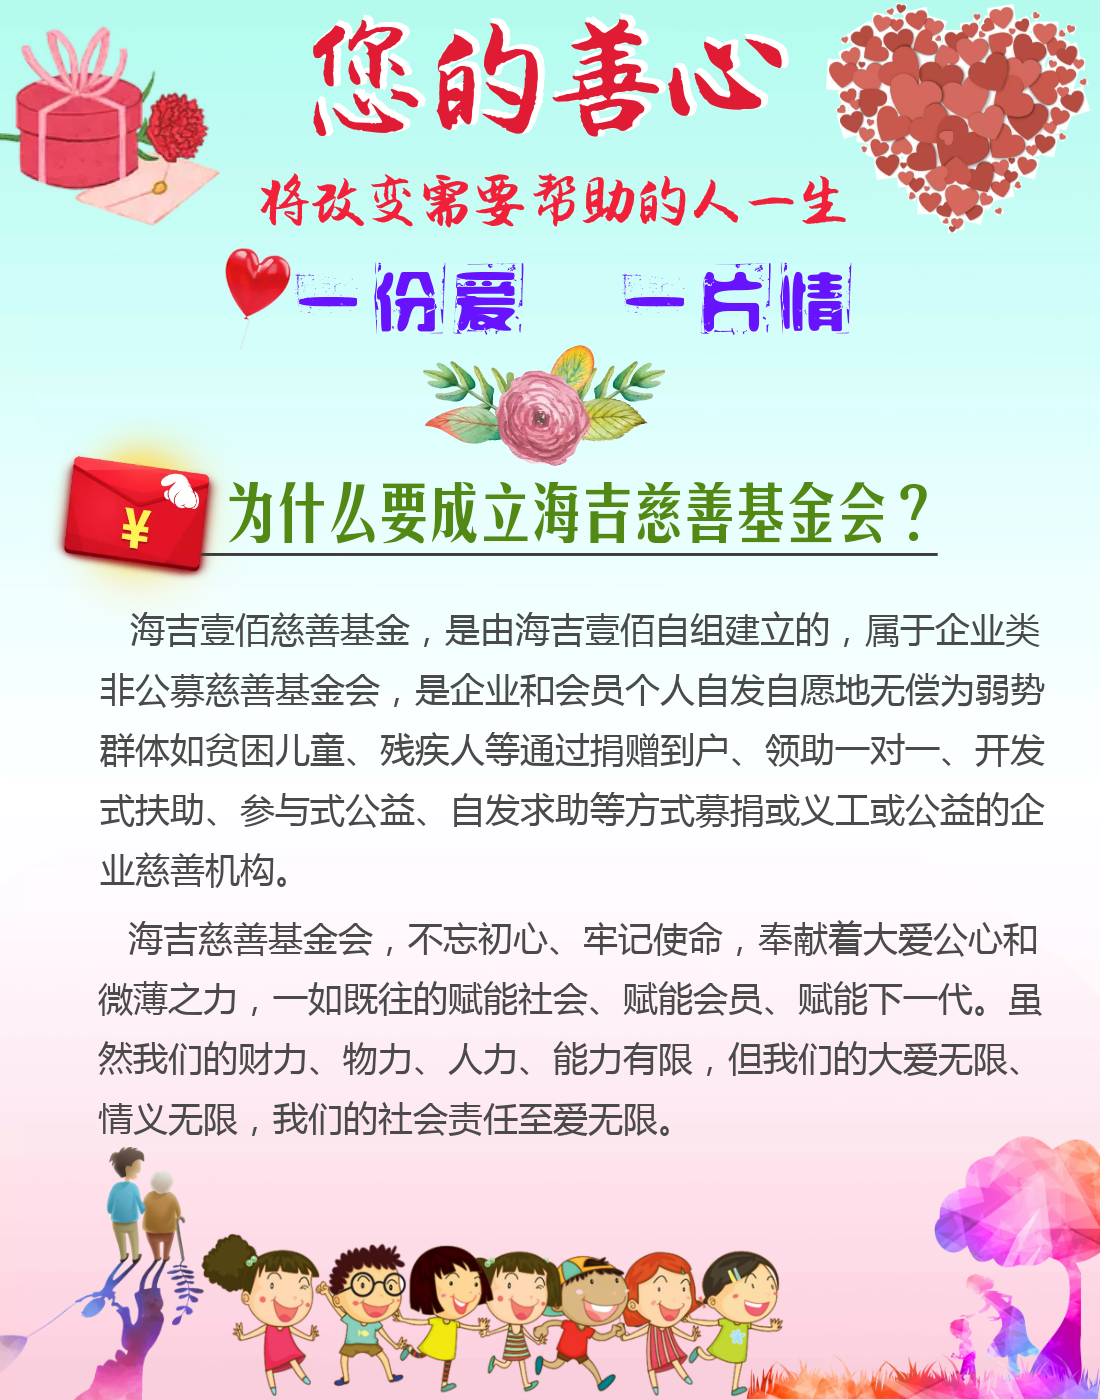 您的善心
将改变需要帮助的人一生
一份爱 一片情
¥
为什么要成立海吉慈善基金会？
海吉壹佰慈善基金，是由海吉壹佰自组建立的，属于企业类
非公募慈善基金会，是企业和会员个人自发自愿地无偿为弱势
群体如贫困儿童、残疾人等通过捐赠到户、领助一对一、开发
式扶助、参与式公益、自发求助等方式募捐或义工或公益的企
业慈善机构。
海吉慈善基金会，不忘初心、牢记使命，奉献着大爱公心和
微薄之力，一如既往的赋能社会、赋能会员、赋能下一代。虽
然我们的财力、物力、人力、能力有限，但我们的大爱无限、
情义无限，我们的社会责任至爱无限。